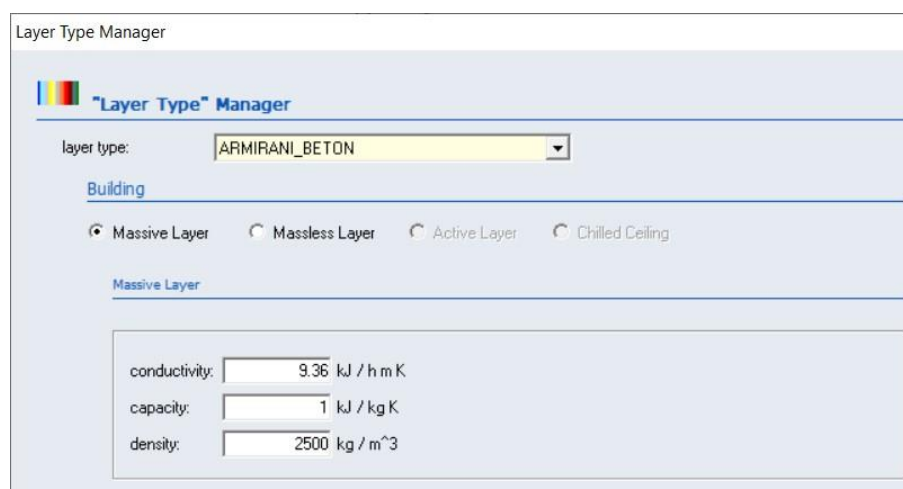 Layer Type Manager
"Layer Type" Manager
layer type: ARMIRANI_BETON
Building
Massive Layer Massless Layer Active Layer Chilled Ceiling
Massive Layer
conductivity: 9.36 kJ / h m K
capacity: 1 kJ / kg K
density: 2500 kg / m^3